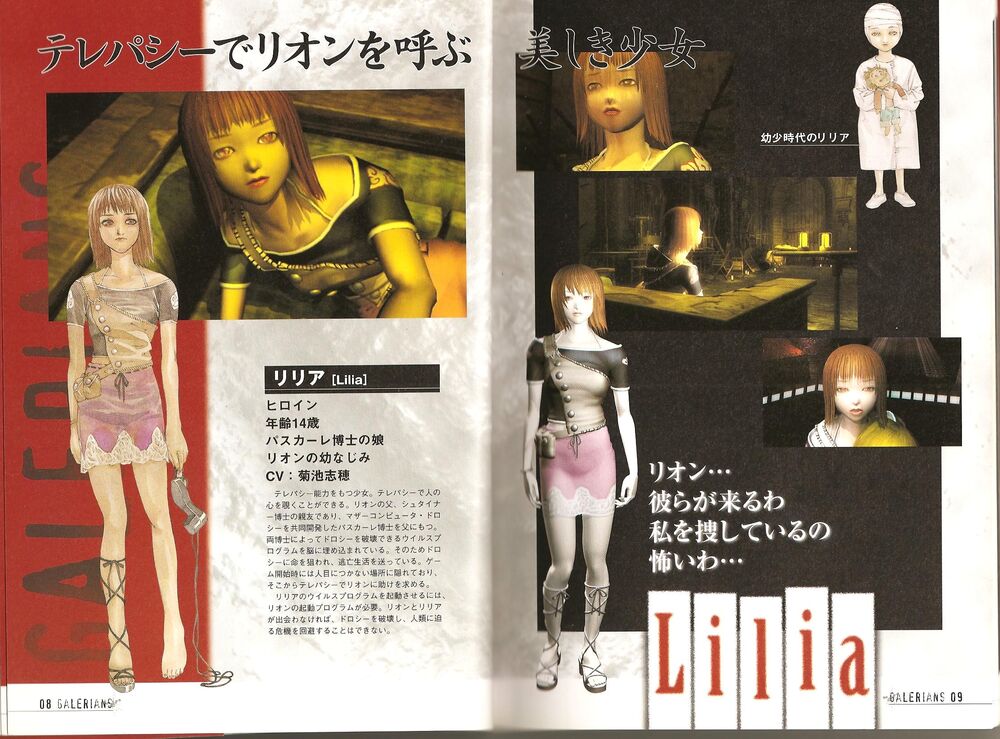 テレパシーでリオンを呼ぶ 美しき少女
GALERIANS
リリア [Lilia]
ヒロイン
年齢14歳
パスカーレ博士の娘
リオンの幼なじみ
CV：菊池志穂
テレパシー能力をもつ少女。テレパシーで人の
心を覗くことができる。リオンの父、シュタイナ
ー博士の親友であり、マザーコンピュータ・ドロ
シーを共同開発したパスカーレ博士を父にもつ。
両博士によってドロシーを破壊できるウイルスプ
ログラムを脳に埋め込まれている。そのためドロ
シーに命を狙われ、逃亡生活を送っている。ゲー
ム開始時には人目につかない場所に隠れており、
そこからテレパシーでリオンに助けを求める。
リリアのウイルスプログラムを起動させるには、
リオンの起動プログラムが必要。リオンとリリア
が出会わなければ、ドロシーを破壊し、人類に迫
る危機を回避することはできない。
08 GALERIANS
幼少時代のリリア
リオン…
彼らが来るわ
私を捜しているの
怖いわ…
Lilia
GALERIANS 09